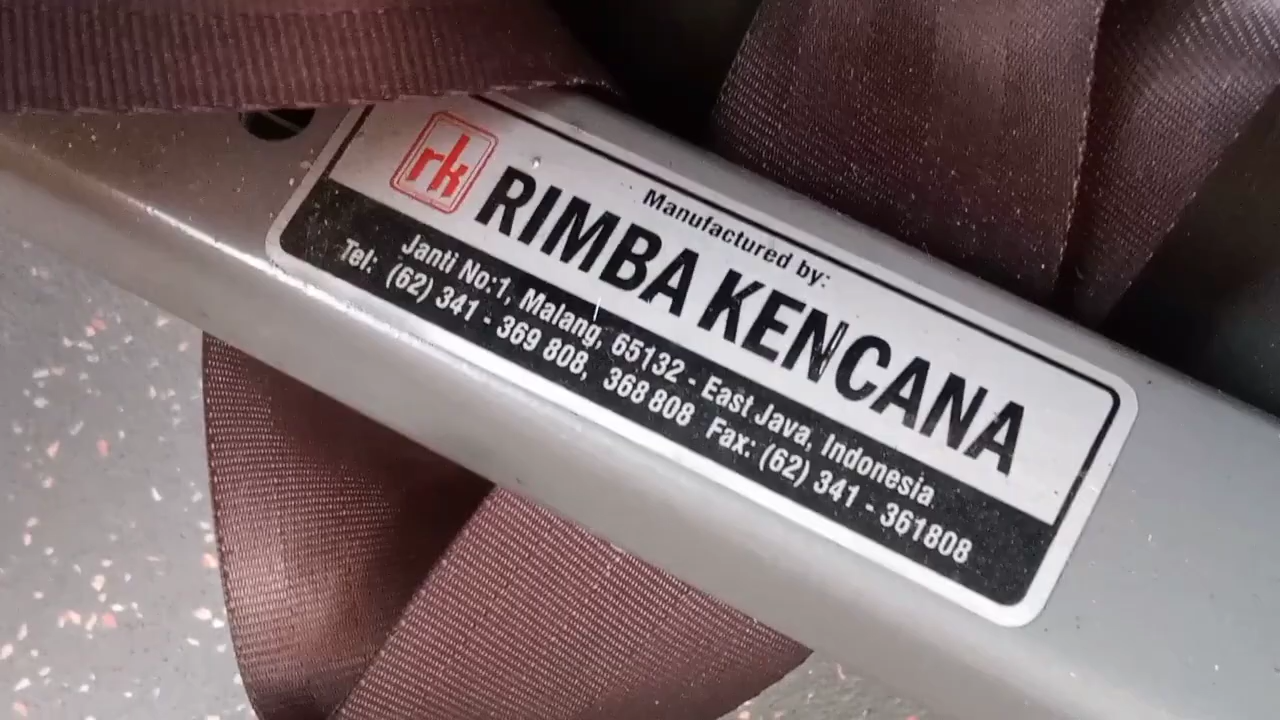 rk
Manufactured by:
RIMBA KENCANA
Janti No:1, Malang, 65132 - East Java, Indonesia
Tel: (62) 341 - 369 808, 368 808 Fax: (62) 341 - 361808